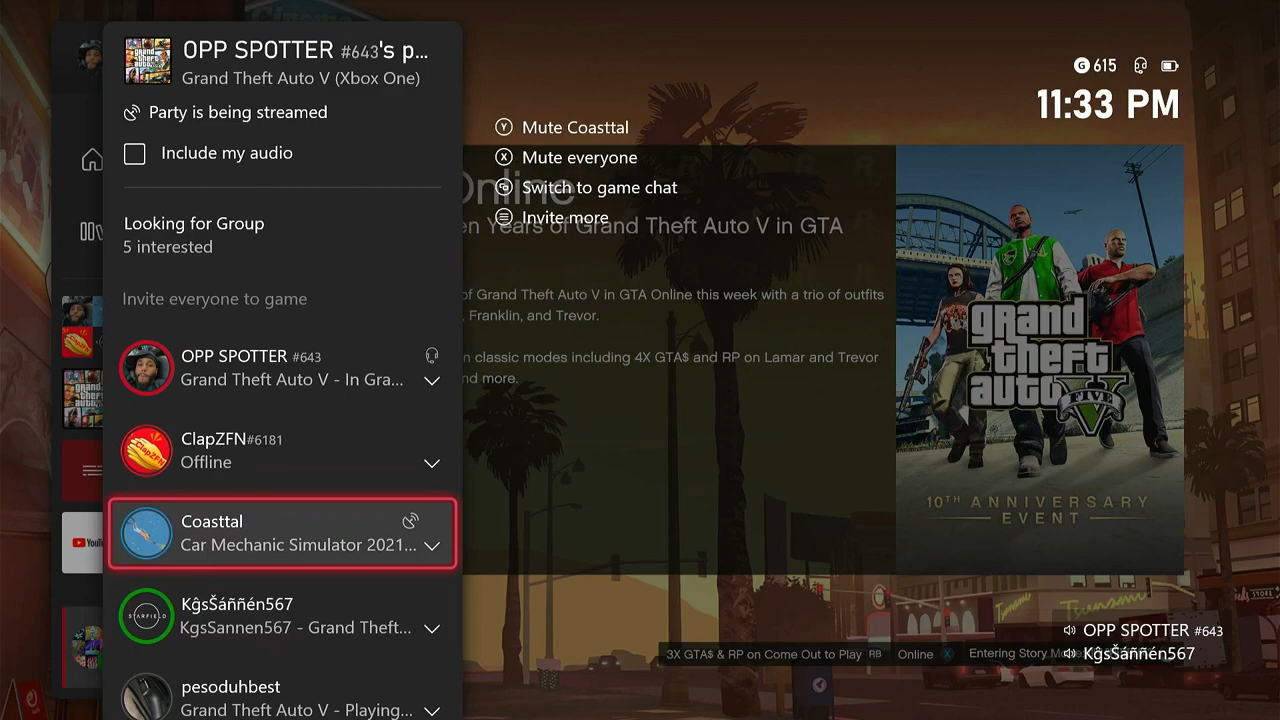 OPP SPOTTER #643's p...
Grand Theft Auto V (Xbox One)
Party is being streamed
Include my audio
Looking for Group
5 interested
Invite everyone to game
OPP SPOTTER #643
Grand Theft Auto V - In Gra...
ClapZFN#6181
Offline
Coasttal
Car Mechanic Simulator 2021...
KĝsŠáññén567
KgsSannen567 - Grand Theft...
pesoduhbest
Grand Theft Auto V - Playing...
Y Mute Coasttal
X Mute everyone
Switch to game chat
Invite more
Online
en Years of Grand Theft Auto V in GTA
of Grand Theft Auto V in GTA Online this week with a trio of outfits
, Franklin, and Trevor.
n classic modes including 4X GTA$ and RP on Lamar and Trevor
nd more.
G 615
11:33 PM
grand
theft
auto V
FIVE
10TH ANNIVERSARY
EVENT
3X GTA$ & RP on Come Out to Play RB Online X Entering Story Mode
OPP SPOTTER #643
KĝsŠáññén567
ClapZFN
STARFIELD
YouTu